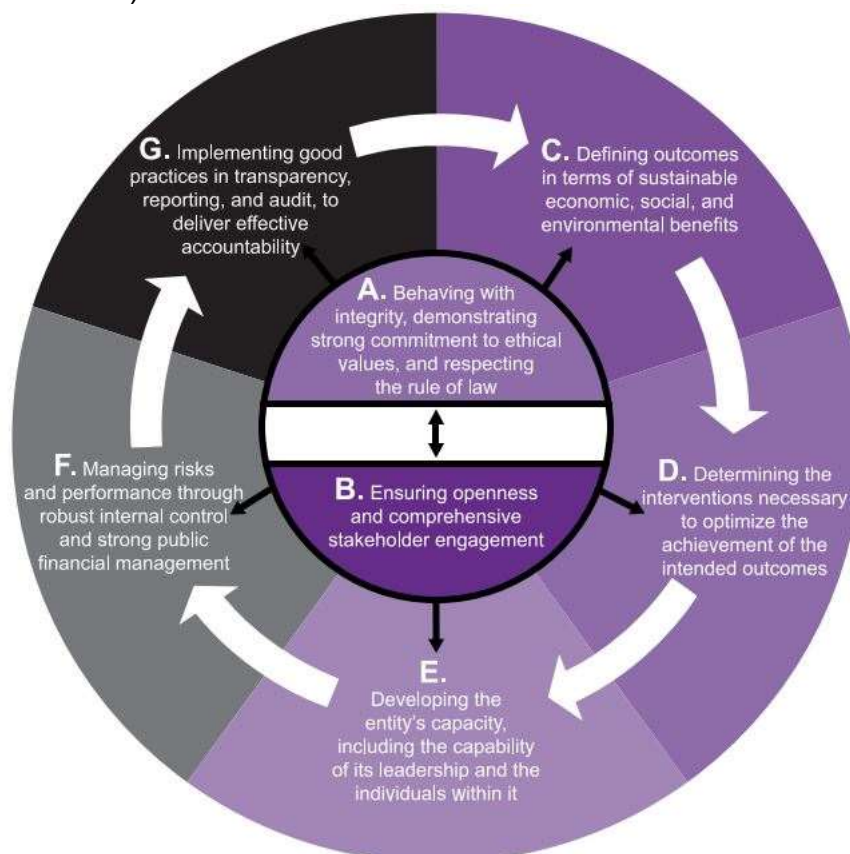 )
G. Implementing good
practices in transparency,
reporting, and audit, to
deliver effective
accountability
C. Defining outcomes
in terms of sustainable
economic, social, and
environmental benefits
A. Behaving with
integrity, demonstrating
strong commitment to ethical
values, and respecting
the rule of law
B. Ensuring openness
and comprehensive
stakeholder engagement
D. Determining the
interventions necessary
to optimize the
achievement of the
intended outcomes
E.
Developing the
entity's capacity,
including the capability
of its leadership and the
individuals within it
F. Managing risks
and performance through
robust internal control
and strong public
financial management